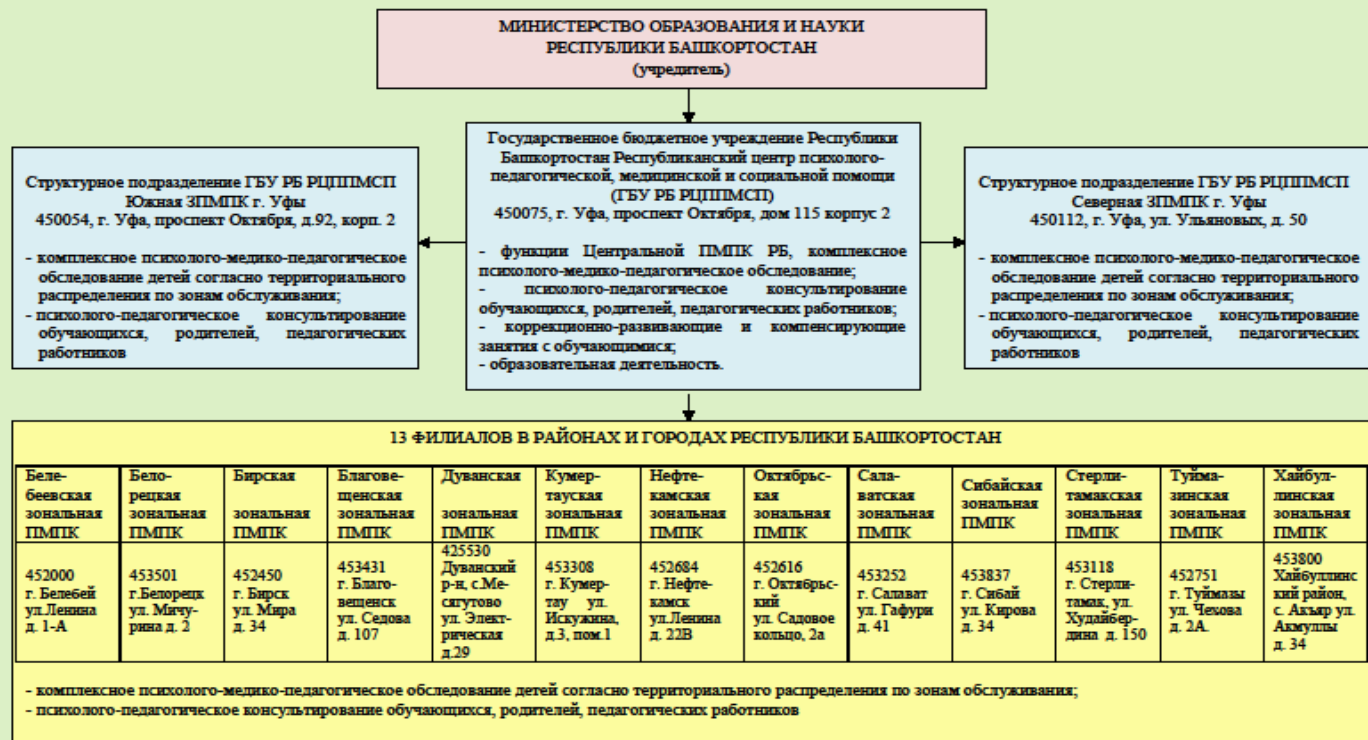 МИНИСТЕРСТВО ОБРАЗОВАНИЯ И НАУКИ
РЕСПУБЛИКИ БАШКОРТОСТАН
(учредитель)
Государственное бюджетное учреждение Республики
Башкортостан Республиканский центр психолого-
педагогической, медицинской и социальной помощи
(ГБУ РБ РЦППМСП)
450075, г. Уфа, проспект Октября, дом 115 корпус 2
- функции Центральной ПМПК РБ, комплексное
психолого-медико-педагогическое обследование;
- психолого-педагогическое консультирование
обучающихся, родителей, педагогических работников;
- коррекционно-развивающие и компенсирующие
занятия с обучающимися;
- образовательная деятельность.
Структурное подразделение ГБУ РБ РЦППМСП
Южная ЗПМПК г. Уфы
450054, г. Уфа, проспект Октября, д.92, корп. 2
- комплексное психолого-медико-педагогическое
обследование детей согласно территориального
распределения по зонам обслуживания;
- психолого-педагогическое консультирование
обучающихся, родителей, педагогических
работников
Структурное подразделение ГБУ РБ РЦППМСП
Северная ЗПМПК г. Уфы
450112, г. Уфа, ул. Ульяновых, д. 50
- комплексное психолого-медико-педагогическое
обследование детей согласно территориального
распределения по зонам обслуживания;
- психолого-педагогическое консультирование
обучающихся, родителей, педагогических
работников
13 ФИЛИАЛОВ В РАЙОНАХ И ГОРОДАХ РЕСПУБЛИКИ БАШКОРТОСТАН
Беле-
беевская
зональная
ПМПК
Бело-
рецкая
зональная
ПМПК
Бирская
зональная
ПМПК
Благове-
щенская
зональная
ПМПК
Дуванская
зональная
ПМПК
Кумер-
тауская
зональная
ПМПК
Нефте-
камская
зональная
ПМПК
Октябрьс-
кая
зональная
ПМПК
Сала-
ватская
зональная
ПМПК
Сибайская
зональная
ПМПК
Стерли-
тамакская
зональная
ПМПК
Туйма-
зинская
зональная
ПМПК
Хайбул-
линская
зональная
ПМПК
452000
г. Белебей
ул.Ленина
д. 1-А
453501
г.Белорецк
ул. Мичу-
рина д. 2
452450
г. Бирск
ул. Мира
д. 34
453431
г. Благо-
вещенск
ул. Седова
д. 107
425530
Дуванский
р-н, с.Ме-
сягутово
ул. Элект-
рическая
д.29
453308
г. Кумер-
тау ул.
Искужина,
д.3, пом.1
452684
г. Нефте-
камск
ул.Ленина
д. 22В
452616
г. Октябрьс-
кий
ул. Садовое
кольцо, 2а
453252
г. Салават
ул. Гафури
д. 41
453837
г. Сибай
ул. Кирова
д. 34
453118
г. Стерли-
тамак, ул.
Худайбер-
дина д. 150
452751
г. Туймазы
ул. Чехова
д. 2А.
453800
Хайбуллинс
кий район,
с. Акъяр ул.
Акмуллы
д. 34
- комплексное психолого-медико-педагогическое обследование детей согласно территориального распределения по зонам обслуживания;
- психолого-педагогическое консультирование обучающихся, родителей, педагогических работников